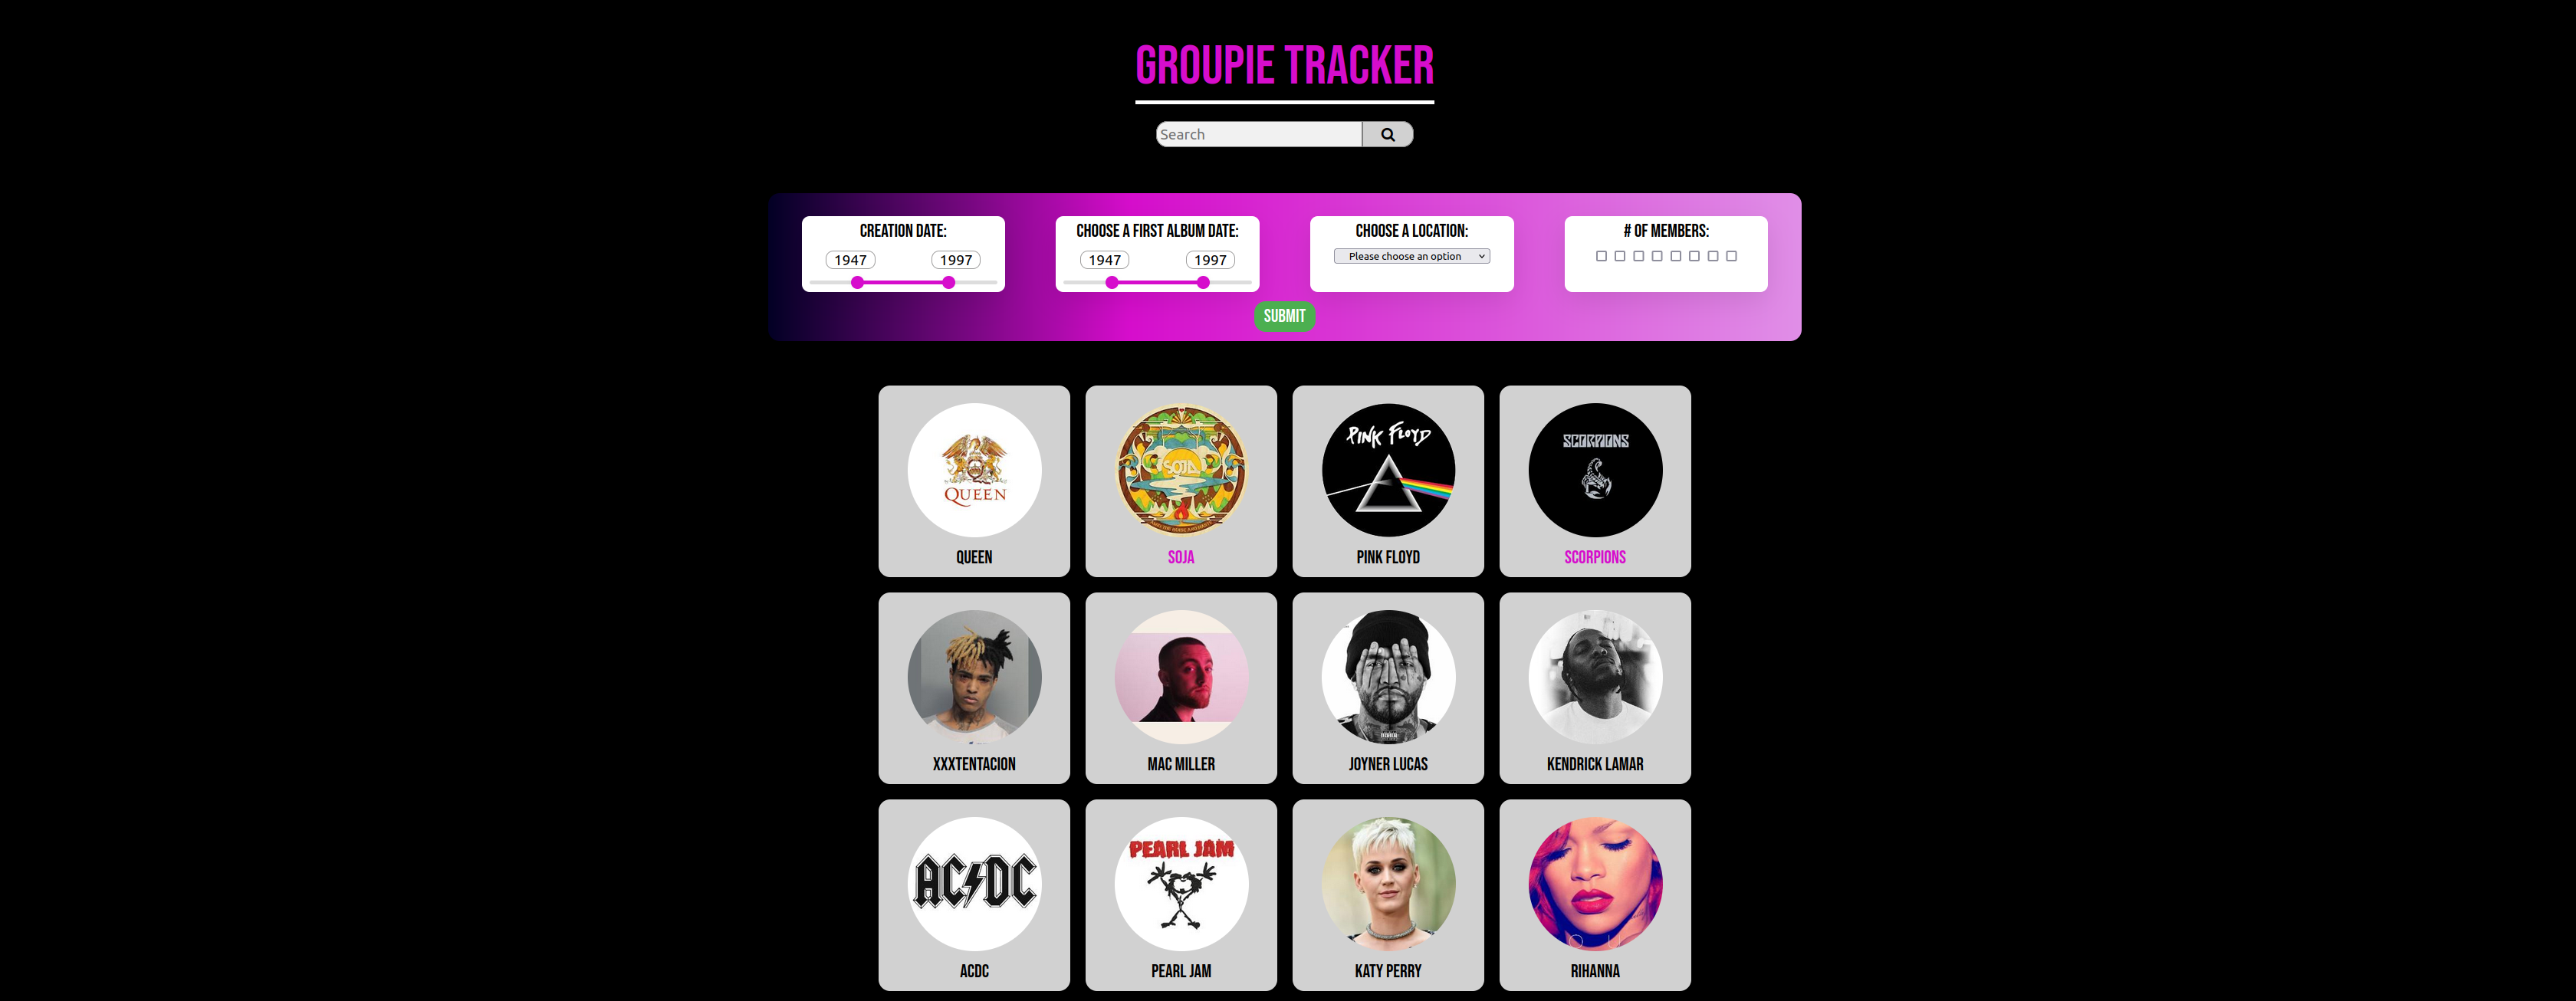 GROUPIE TRACKER
Search
CREATION DATE:
1947 1997
CHOOSE A FIRST ALBUM DATE:
1947 1997
CHOOSE A LOCATION:
Please choose an option
# OF MEMBERS:
SUBMIT
QUEEN
QUEEN
SOJA
SOJA
PINK FLOYD
PINK FLOYD
SCORPIONS
SCORPIONS
XXXTENTACION
MAC MILLER
JOYNER LUCAS
KENDRICK LAMAR
AC DC
ACDC
PEARL JAM
PEARL JAM
KATY PERRY
RIHANNA